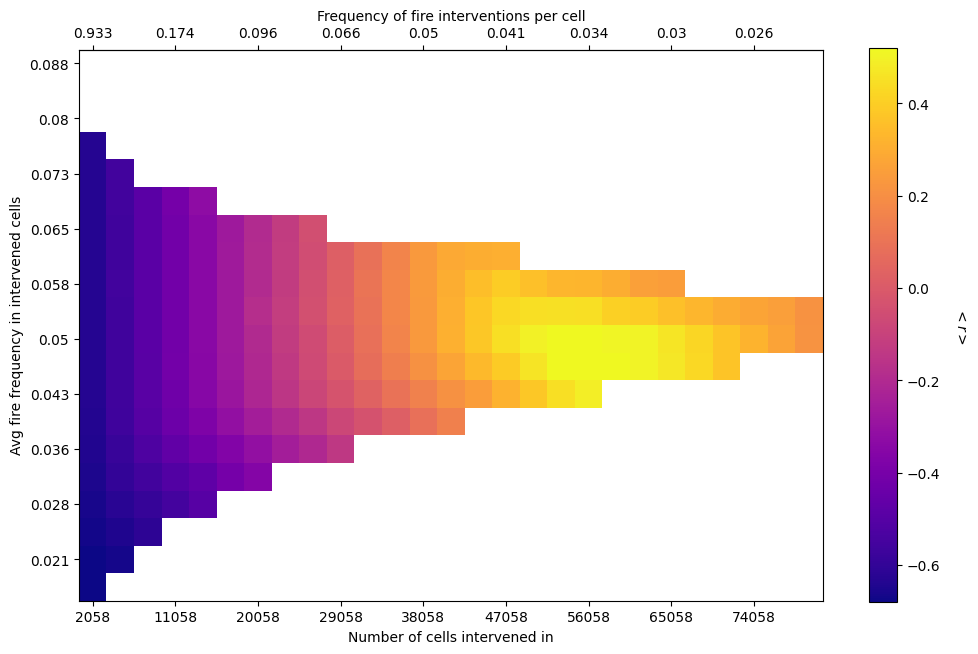 Frequency of fire interventions per cell
0.933 0.174 0.096 0.066 0.05 0.041 0.034 0.03 0.026
Avg fire frequency in intervened cells
0.088
0.08
0.073
0.065
0.058
0.05
0.043
0.036
0.028
0.021
2058 11058 20058 29058 38058 47058 56058 65058 74058
Number of cells intervened in
0.4
0.2
0.0
−0.2
−0.4
−0.6
< r >